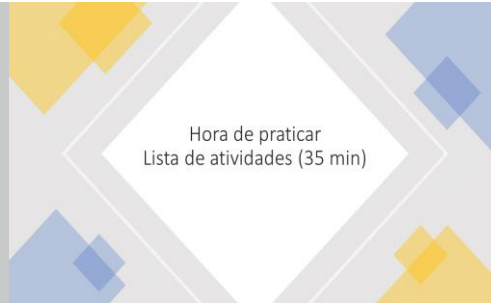 Hora de praticar
Lista de atividades (35 min)